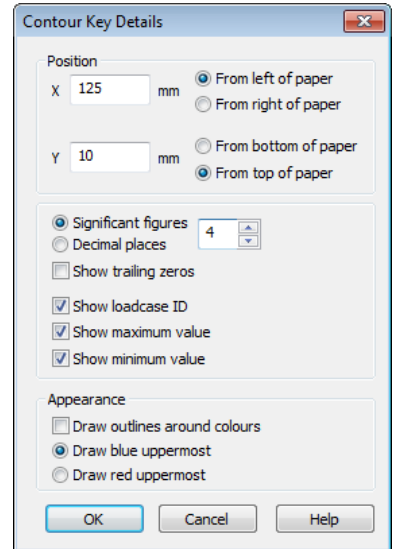 Contour Key Details
Position
X 125 mm
From left of paper
From right of paper
Y 10 mm
From bottom of paper
From top of paper
Significant figures
Decimal places
4
Show trailing zeros
Show loadcase ID
Show maximum value
Show minimum value
Appearance
Draw outlines around colours
Draw blue uppermost
Draw red uppermost
OK Cancel Help